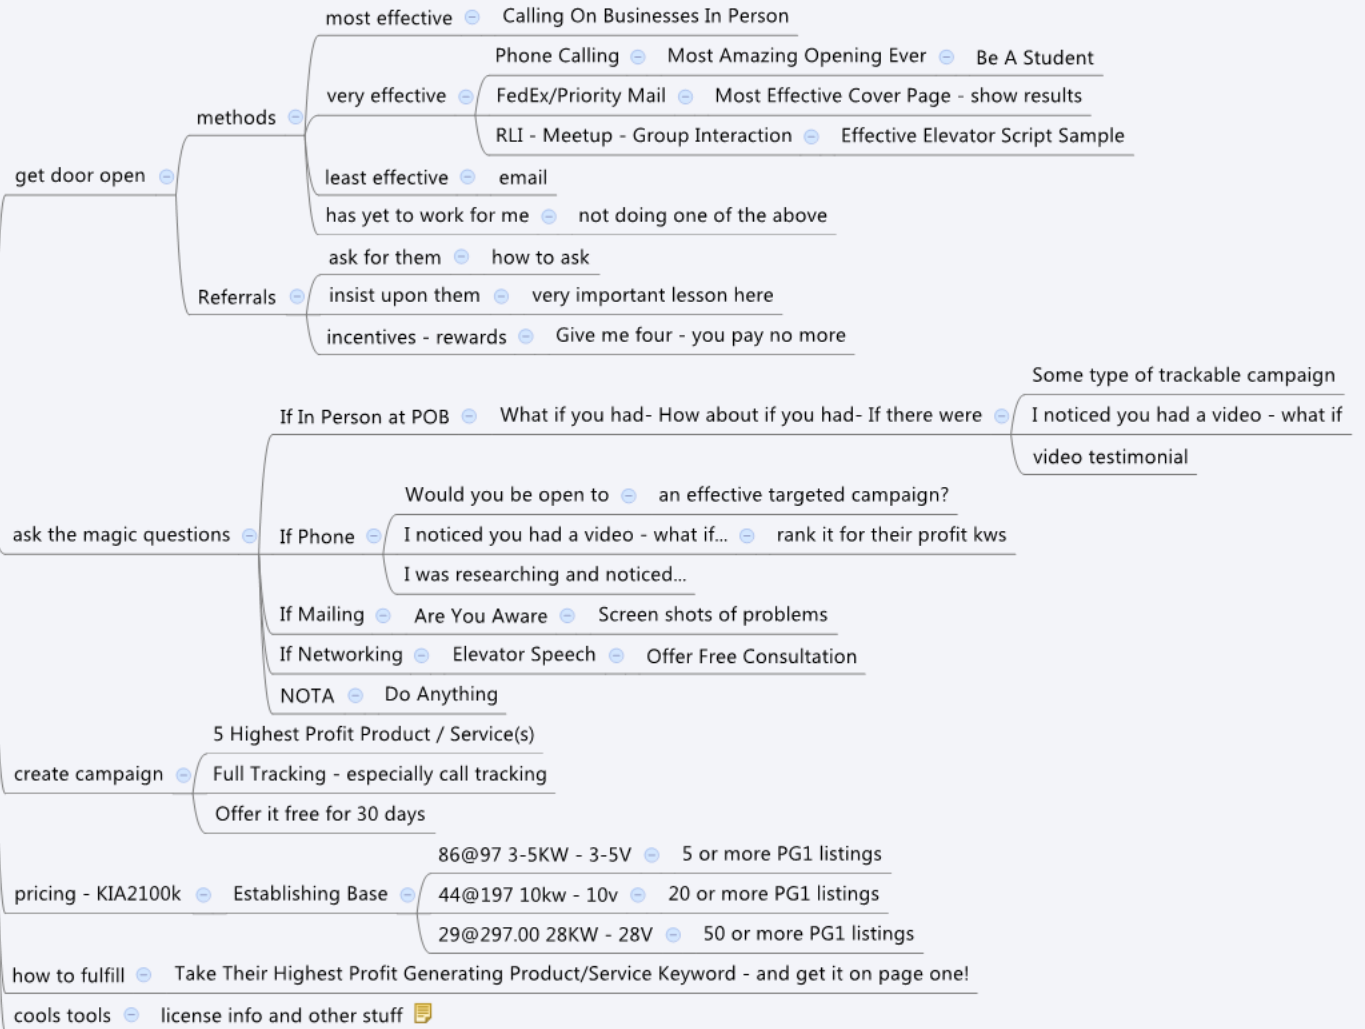 most effective Calling On Businesses In Person
Phone Calling Most Amazing Opening Ever Be A Student
very effective FedEx/Priority Mail Most Effective Cover Page - show results
methods
RLI - Meetup - Group Interaction Effective Elevator Script Sample
get door open least effective email
has yet to work for me not doing one of the above
ask for them how to ask
Referrals insist upon them very important lesson here
incentives - rewards Give me four - you pay no more
Some type of trackable campaign
If In Person at POB What if you had- How about if you had- If there were I noticed you had a video - what if
video testimonial
Would you be open to an effective targeted campaign?
ask the magic questions If Phone I noticed you had a video - what if... rank it for their profit kws
I was researching and noticed...
If Mailing Are You Aware Screen shots of problems
If Networking Elevator Speech Offer Free Consultation
NOTA Do Anything
5 Highest Profit Product / Service(s)
create campaign Full Tracking - especially call tracking
Offer it free for 30 days
86@97 3-5KW - 3-5V 5 or more PG1 listings
pricing - KIA2100k Establishing Base 44@197 10kw - 10v 20 or more PG1 listings
29@297.00 28KW - 28V 50 or more PG1 listings
how to fulfill Take Their Highest Profit Generating Product/Service Keyword - and get it on page one!
cools tools license info and other stuff